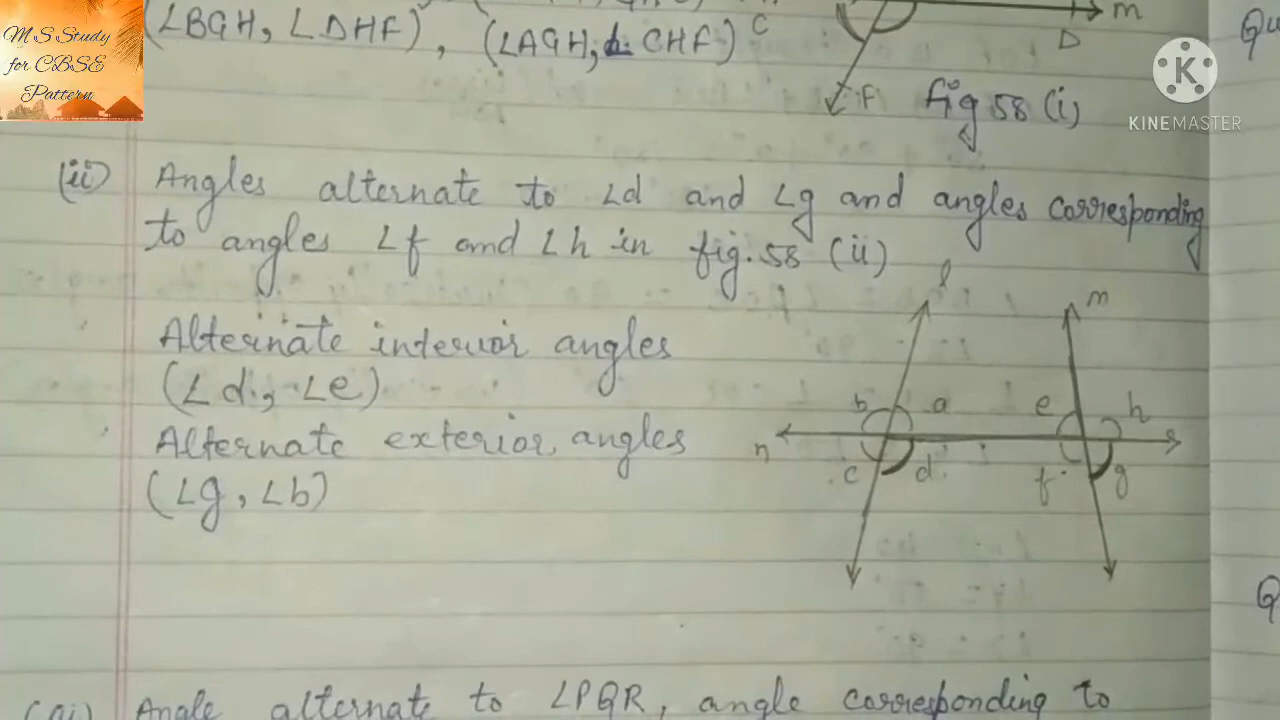 M S Study
for CBSE
Pattern
(∠BGH, ∠DHF), (∠AGH, ∠CHF)
C
m
D
F
fig 58 (i)
KINEMASTER
(ii) Angles alternate to ∠d and ∠g and angles corresponding
to angles ∠f and ∠h in fig. 58 (ii)
l
m
Alternate interior angles
(∠d, ∠e)
b a e h
Alternate exterior angles
n
c d f g
(∠g, ∠b)
Angle alternate to ∠PQR, angle corresponding to